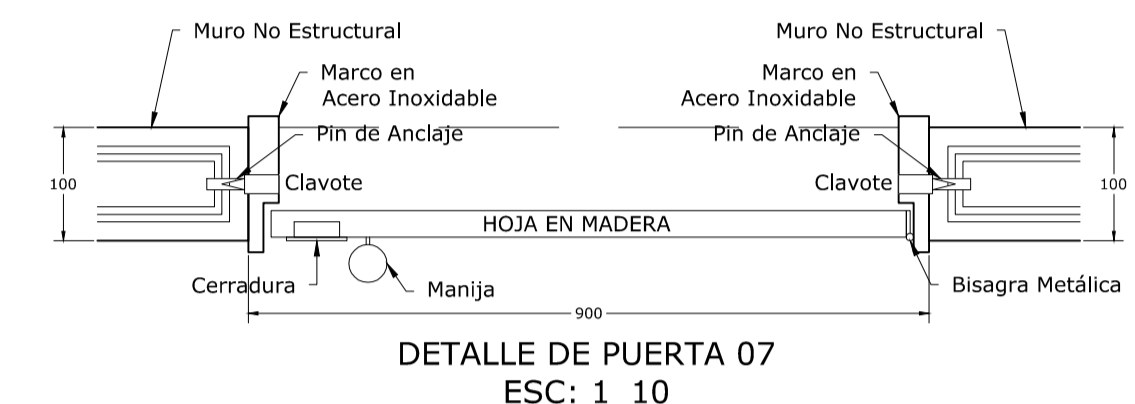 Muro No Estructural
Muro No Estructural
Marco en
Acero Inoxidable
Marco en
Acero Inoxidable
Pin de Anclaje
Pin de Anclaje
100
Clavote
Clavote
100
HOJA EN MADERA
Cerradura
Manija
Bisagra Metálica
900
DETALLE DE PUERTA 07
ESC: 1 10